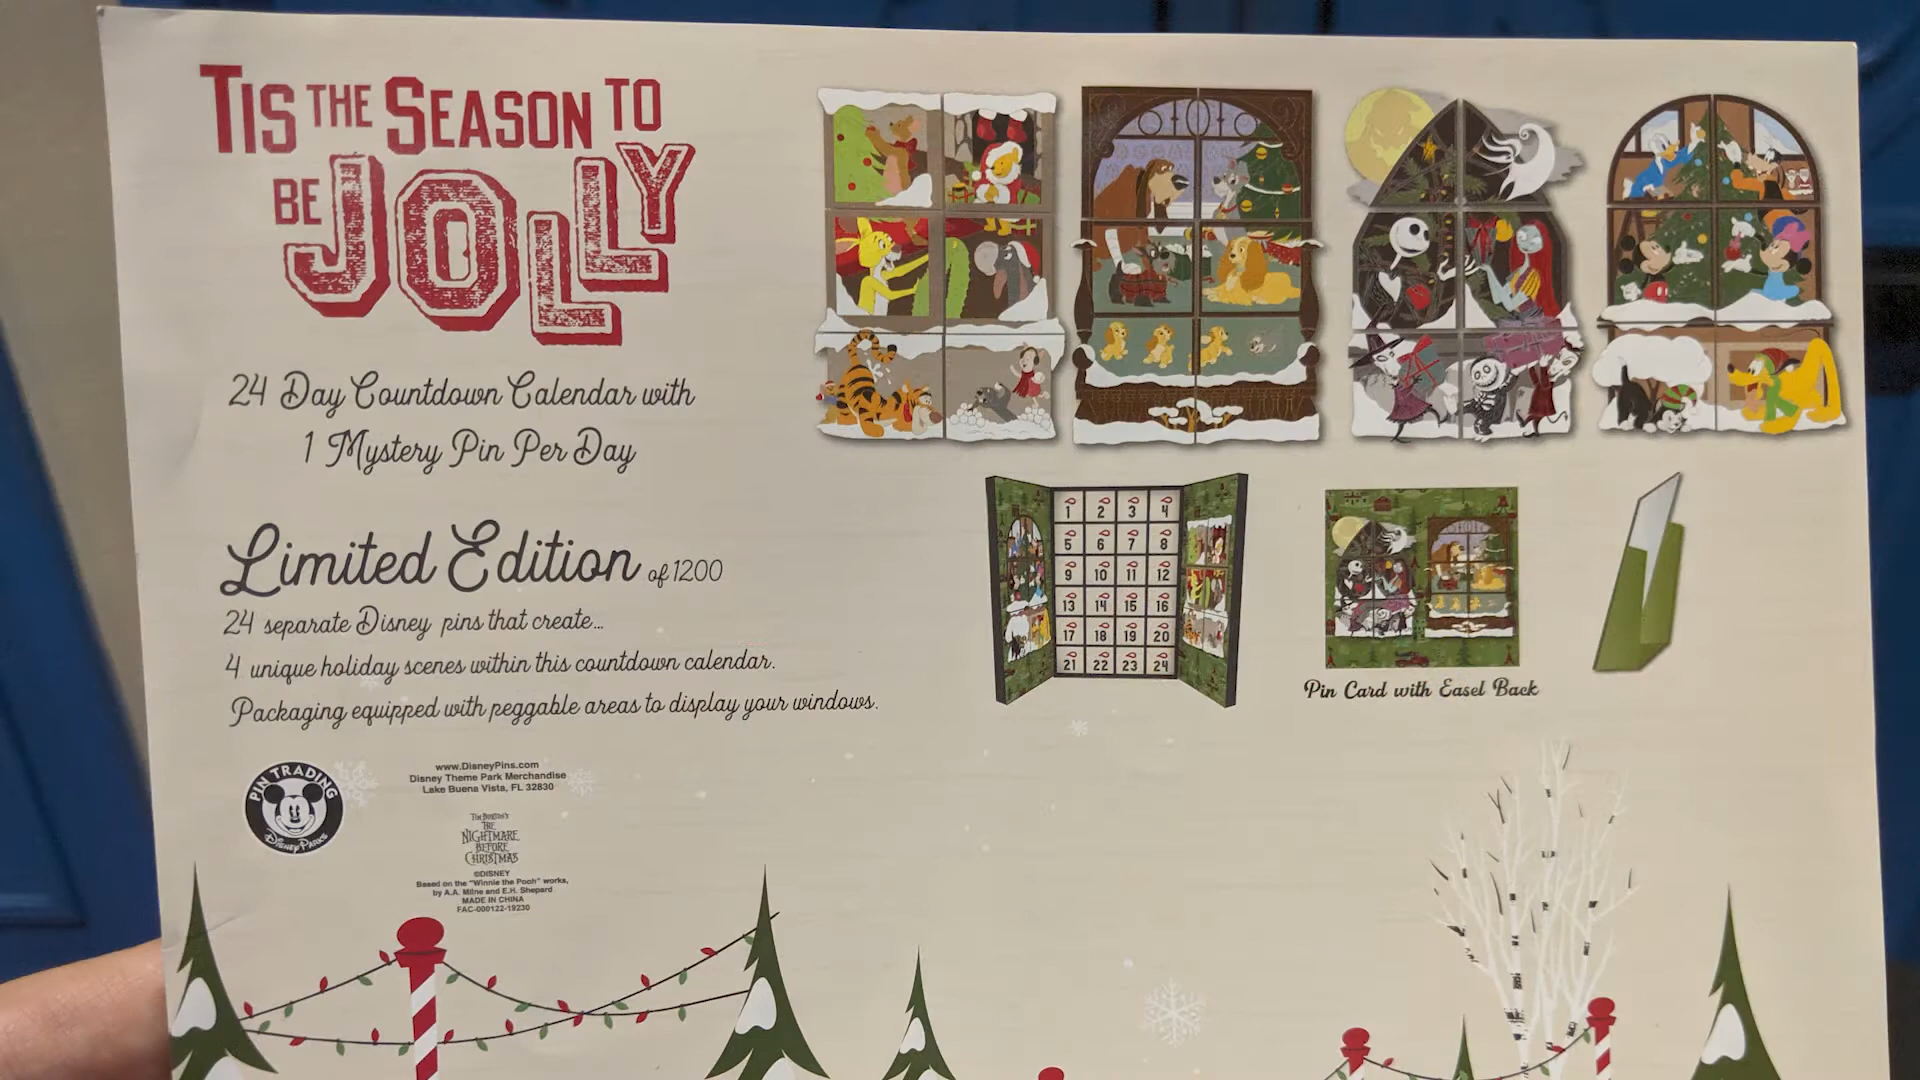 TIS THE SEASON TO
BE JOLLY
24 Day Countdown Calendar with
1 Mystery Pin Per Day
Limited Edition of 1200
24 separate Disney pins that create...
4 unique holiday scenes within this countdown calendar.
Packaging equipped with peggable areas to display your windows.
1 2 3 4
5 6 7 8
9 10 11 12
13 14 15 16
17 18 19 20
21 22 23 24
Pin Card with Easel Back
PIN TRADING
Disney Parks
www.DisneyPins.com
Disney Theme Park Merchandise
Lake Buena Vista, FL 32830
TIM BURTON'S
THE
NIGHTMARE
BEFORE
CHRISTMAS
©DISNEY
Based on the "Winnie the Pooh" works,
by A.A. Milne and E.H. Shepard
MADE IN CHINA
FAC-000122-19230